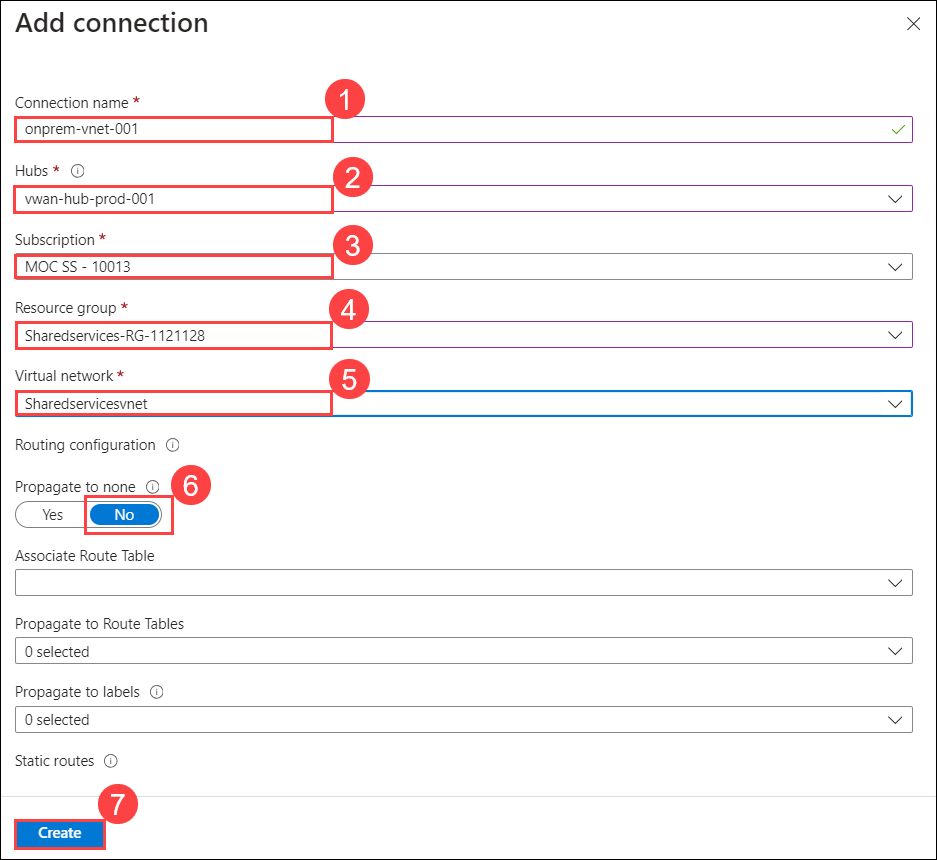 Add connection
Connection name *
1
onprem-vnet-001
Hubs *
2
vwan-hub-prod-001
Subscription *
3
MOC SS - 10013
Resource group *
4
Sharedservices-RG-1121128
Virtual network *
5
Sharedservicesvnet
Routing configuration
Propagate to none
6
Yes No
Associate Route Table
Propagate to Route Tables
0 selected
Propagate to labels
0 selected
Static routes
7
Create